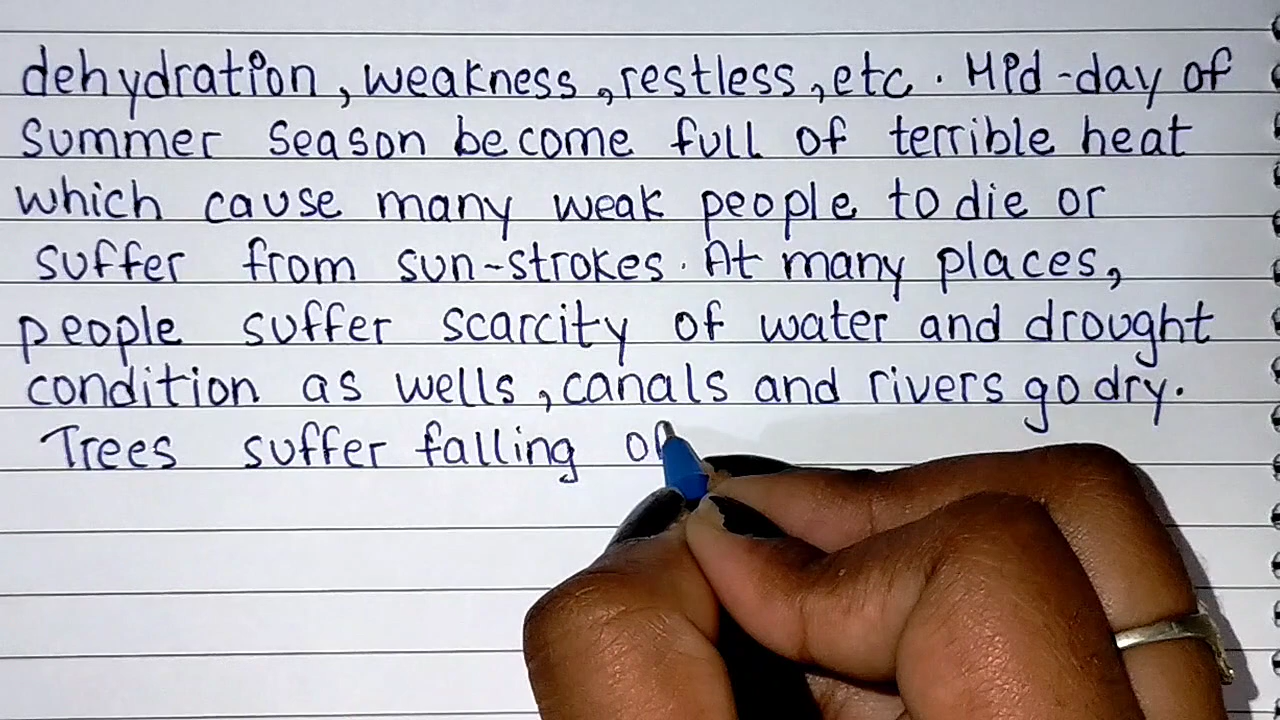 dehydration, weakness, restless, etc. Mid-day of
Summer Season become full of terrible heat
which cause many weak people to die or
suffer from sun-strokes. At many places,
people suffer scarcity of water and drought
condition as wells, canals and rivers go dry.
Trees suffer falling